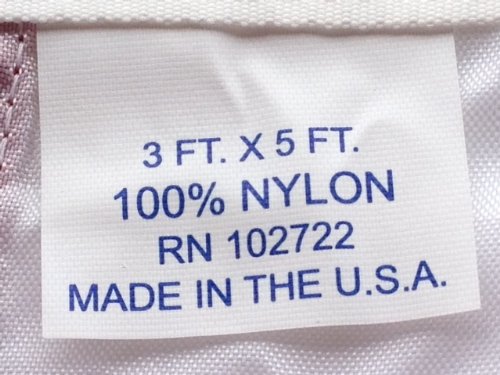 3 FT. X 5 FT.
100% NYLON
RN 102722
MADE IN THE U.S.A.